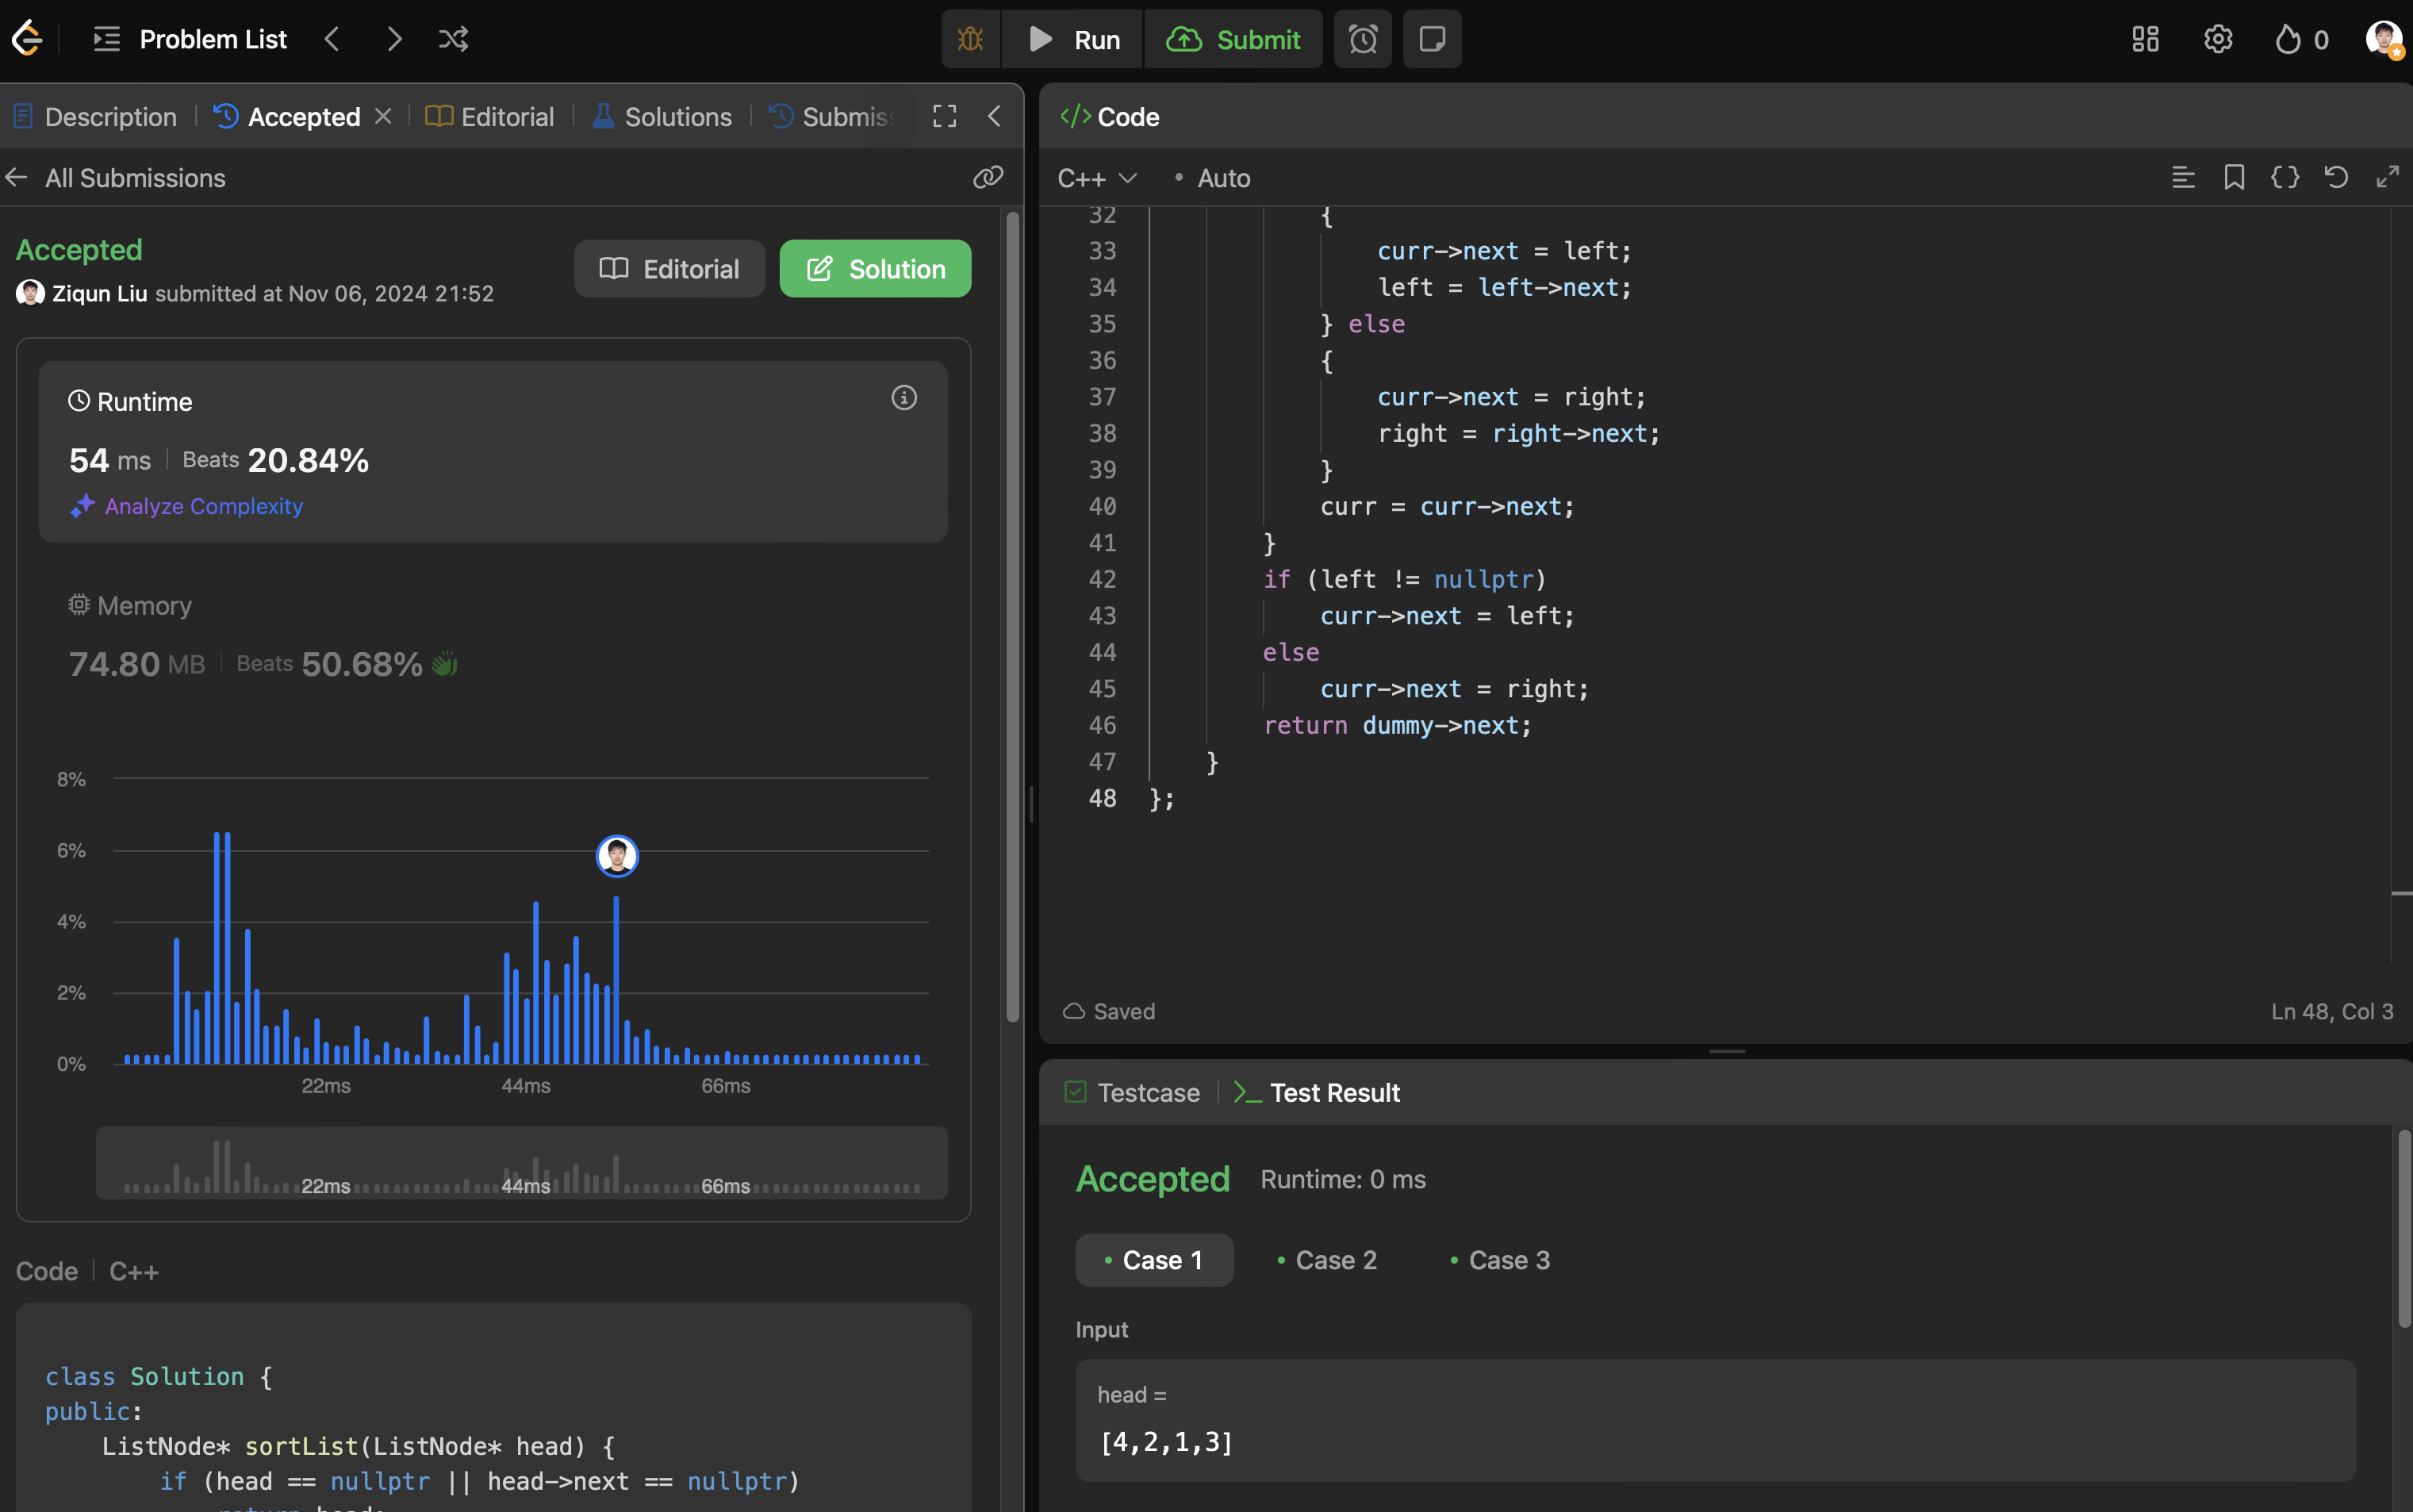 Problem List
Run
Submit
0
Description
Accepted
Editorial
Solutions
Submiss
All Submissions
Accepted
Ziqun Liu submitted at Nov 06, 2024 21:52
Editorial
Solution
Runtime
54 ms
Beats 20.84%
Analyze Complexity
Memory
74.80 MB
Beats 50.68%
8%
6%
4%
2%
0%
22ms
44ms
66ms
22ms
44ms
66ms
Code
C++
class Solution {
public:
    ListNode* sortList(ListNode* head) {
        if (head == nullptr || head->next == nullptr)
            return head;
</> Code
C++
• Auto
32 {
33 curr->next = left;
34 left = left->next;
35 } else
36 {
37 curr->next = right;
38 right = right->next;
39 }
40 curr = curr->next;
41 }
42 if (left != nullptr)
43 curr->next = left;
44 else
45 curr->next = right;
46 return dummy->next;
47 }
48 };
Saved
Ln 48, Col 3
Testcase
Test Result
Accepted
Runtime: 0 ms
• Case 1
• Case 2
• Case 3
Input
head =
[4,2,1,3]